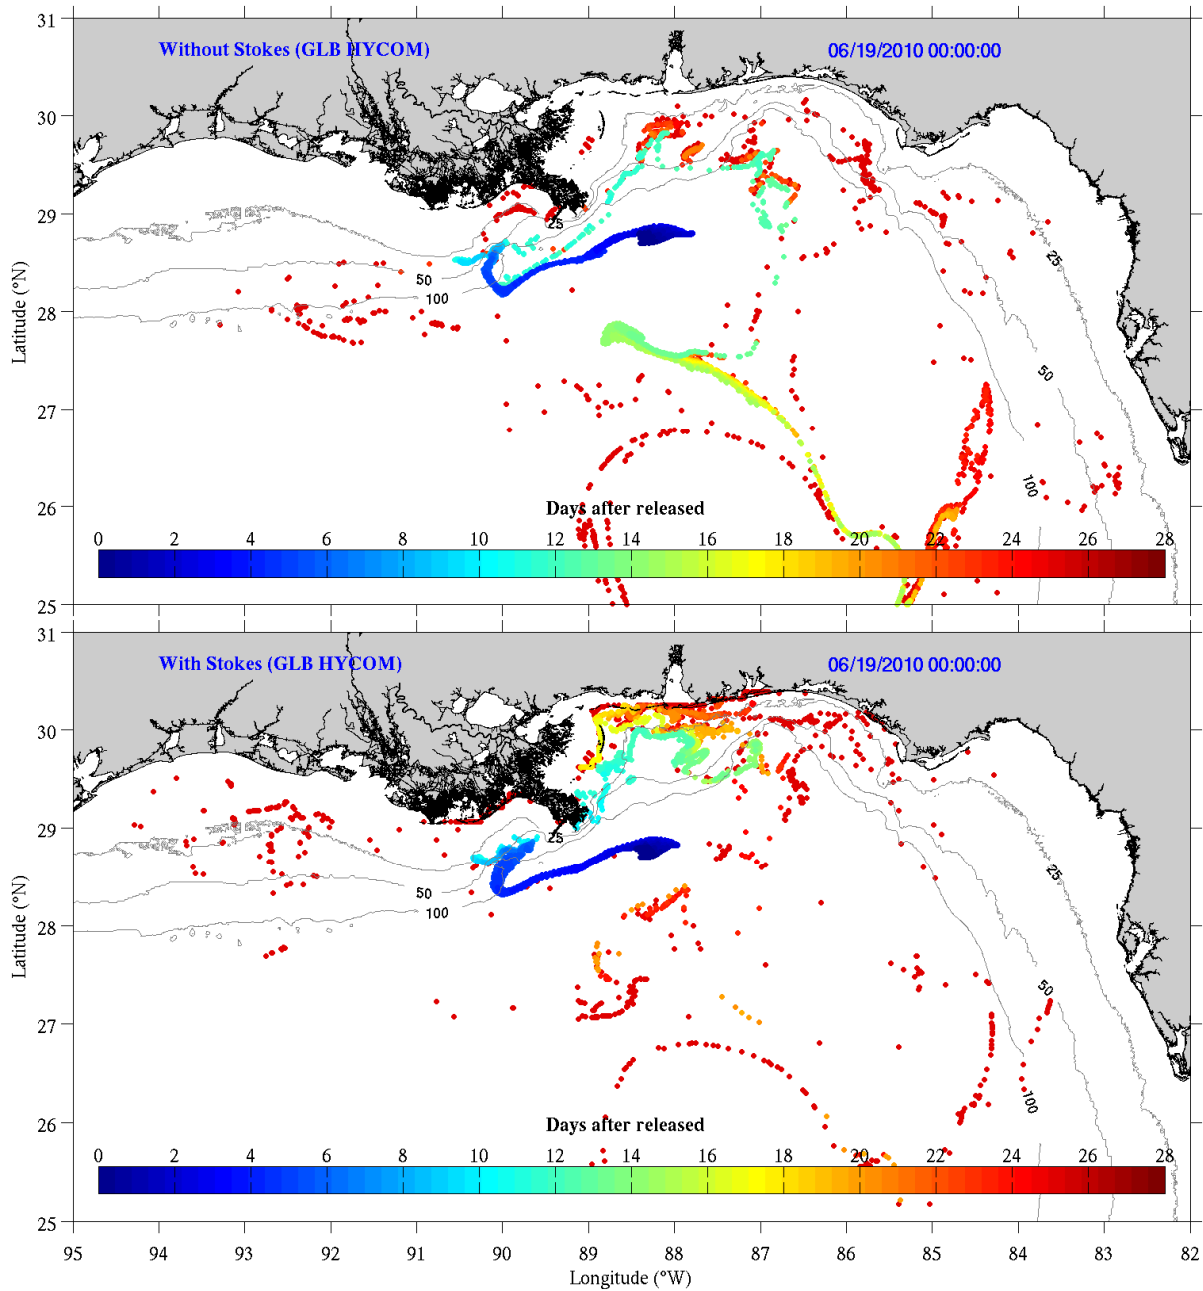 31
Without Stokes (GLB HYCOM) 06/19/2010 00:00:00
30
29
25
25
50
100
28
50
27
100
26
Days after released
0 2 4 6 8 10 12 14 16 18 20 22 24 26 28
25
Latitude (°N)
31
With Stokes (GLB HYCOM) 06/19/2010 00:00:00
30
29
25
25
50
100
28
50
27
100
26
Days after released
0 2 4 6 8 10 12 14 16 18 20 22 24 26 28
25
Latitude (°N)
95 94 93 92 91 90 89 88 87 86 85 84 83 82
Longitude (°W)